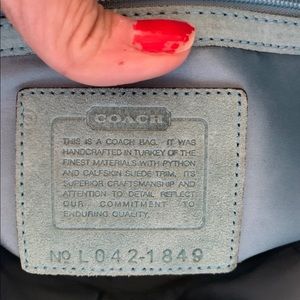 COACH
THIS IS A COACH BAG. IT WAS
HANDCRAFTED IN TURKEY OF THE
FINEST MATERIALS WITH PYTHON
AND CALFSKIN SUEDE TRIM. ITS
SUPERIOR CRAFTSMANSHIP AND
ATTENTION TO DETAIL REFLECT
OUR COMMITMENT TO
ENDURING QUALITY.
No L042-1849